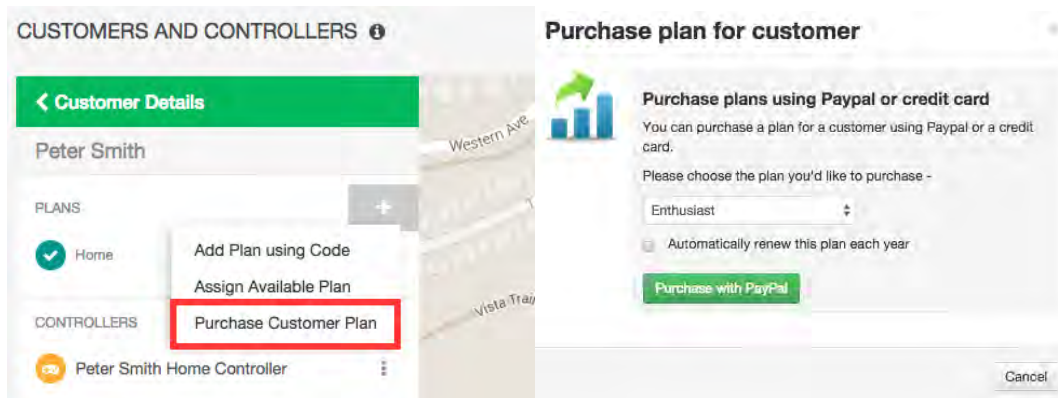 CUSTOMERS AND CONTROLLERS
Customer Details
Peter Smith
PLANS
+
Home
Add Plan using Code
Assign Available Plan
Purchase Customer Plan
CONTROLLERS
Peter Smith Home Controller
Western Ave
Purchase plan for customer
Purchase plans using Paypal or credit card
You can purchase a plan for a customer using Paypal or a credit
card.
Please choose the plan you'd like to purchase -
Enthusiast
Automatically renew this plan each year
Purchase with PayPal
Cancel